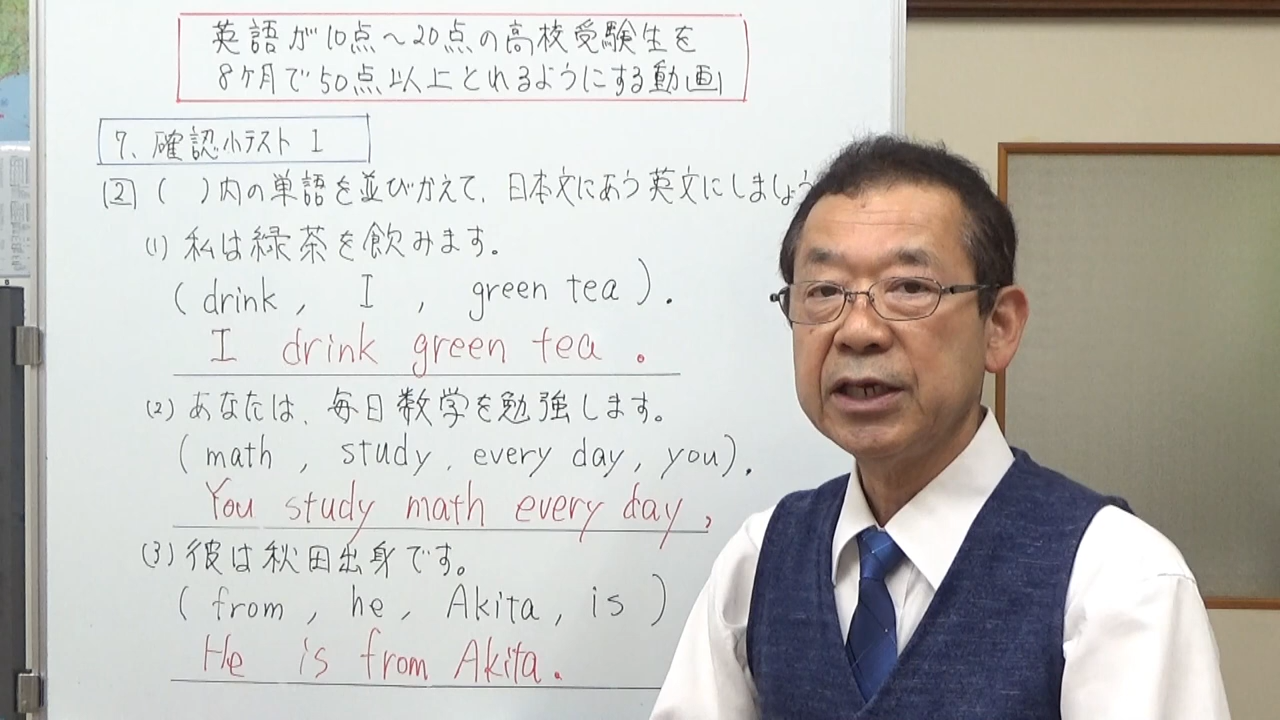 英語が10点～20点の高校受験生を
8ケ月で50点以上とれるようにする動画
7、確認小テスト 1
[2] ( )内の単語を並びかえて、日本文にあう英文にしましょう
(1) 私は緑茶を飲みます。
( drink , I , green tea ) .
I drink green tea .
(2) あなたは、毎日数学を勉強します。
( math , study , every day , you ) .
You study math every day ,
(3) 彼は秋田出身です。
( from , he , Akita , is )
He is from Akita .